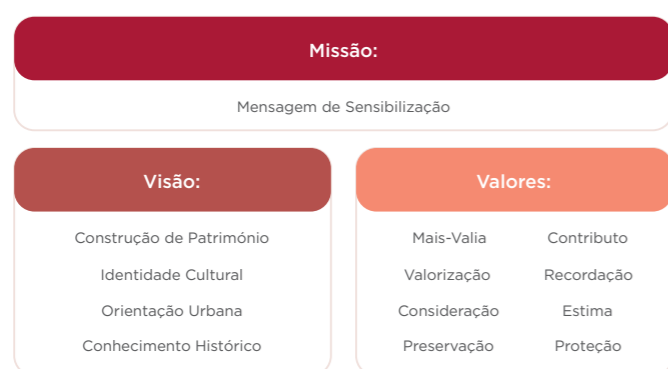 Missão:
Mensagem de Sensibilização
Visão:
Construção de Património
Identidade Cultural
Orientação Urbana
Conhecimento Histórico
Valores:
Mais-Valia Contributo
Valorização Recordação
Consideração Estima
Preservação Proteção